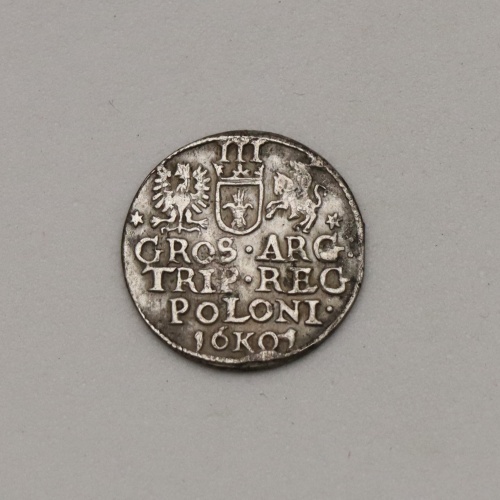 III
GROS · ARG ·
TRIP · REG
POLONI ·
16K01